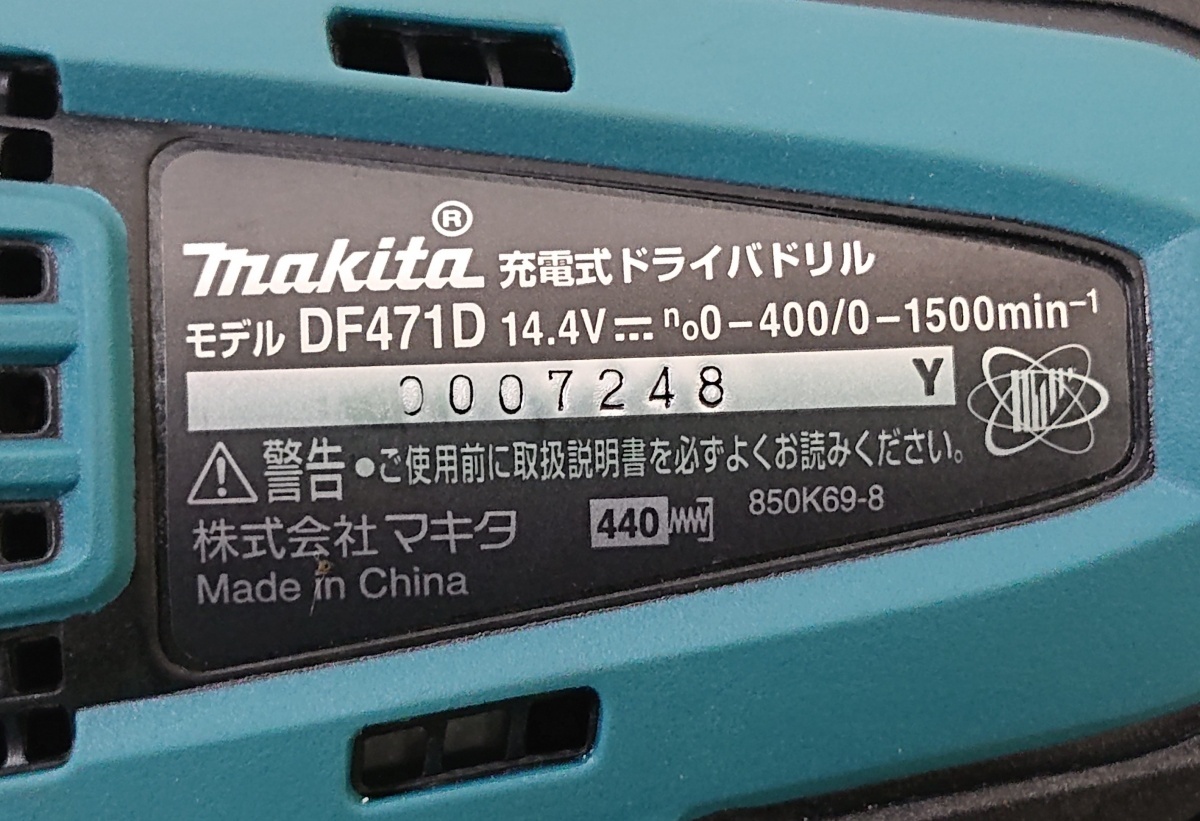 makita® 充電式ドライバドリル
モデル DF471D 14.4V⎓ n₀0−400/0−1500min⁻¹
0007248 Y
⚠警告 ●ご使用前に取扱説明書を必ずよくお読みください。
株式会社マキタ 440 850K69-8
Made in China